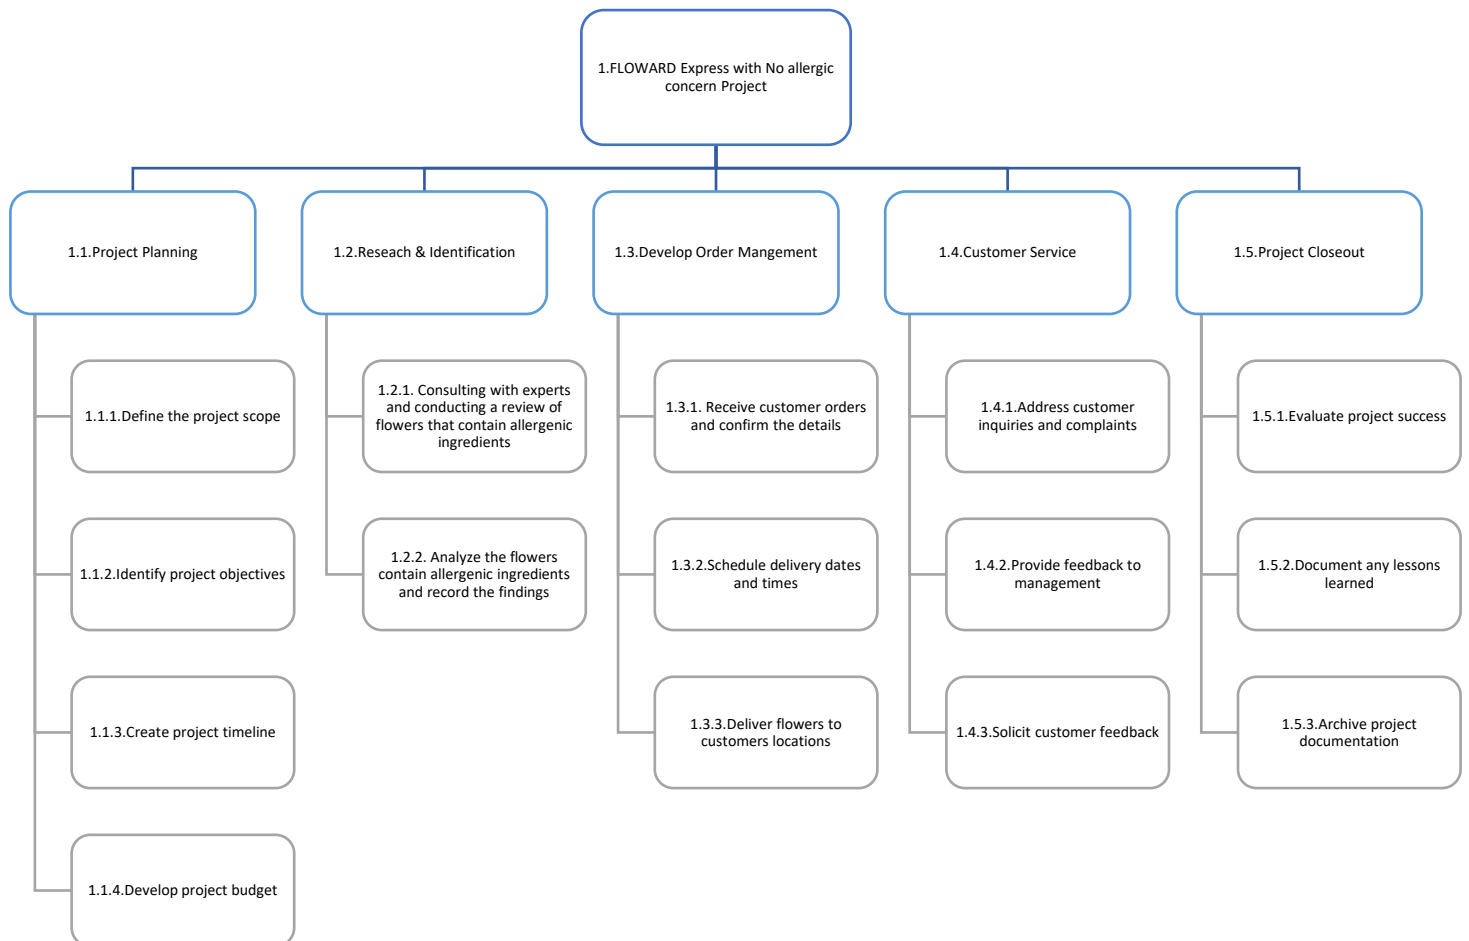 1.FLOWARD Express with No allergic
concern Project
1.1.Project Planning
1.2.Reseach & Identification
1.3.Develop Order Mangement
1.4.Customer Service
1.5.Project Closeout
1.1.1.Define the project scope
1.1.2.Identify project objectives
1.1.3.Create project timeline
1.1.4.Develop project budget
1.2.1. Consulting with experts
and conducting a review of
flowers that contain allergenic
ingredients
1.2.2. Analyze the flowers
contain allergenic ingredients
and record the findings
1.3.1. Receive customer orders
and confirm the details
1.3.2.Schedule delivery dates
and times
1.3.3.Deliver flowers to
customers locations
1.4.1.Address customer
inquiries and complaints
1.4.2.Provide feedback to
management
1.4.3.Solicit customer feedback
1.5.1.Evaluate project success
1.5.2.Document any lessons
learned
1.5.3.Archive project
documentation